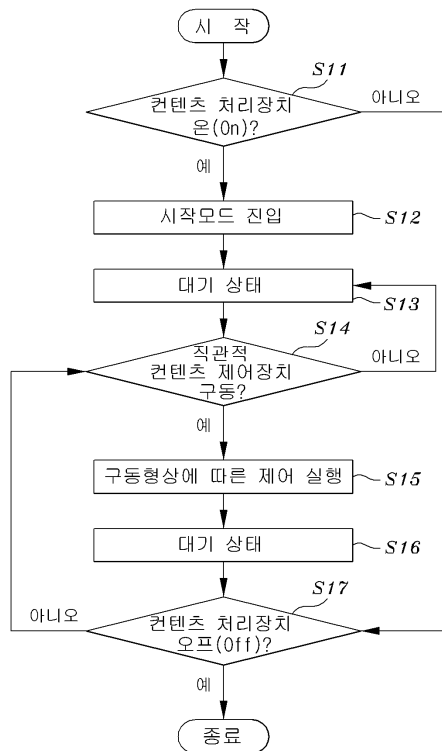 시 작
S11
컨텐츠 처리장치
온(On)?
아니오
예
시작모드 진입
S12
대기 상태
S13
S14
직관적
컨텐츠 제어장치
구동?
아니오
예
구동형상에 따른 제어 실행
S15
대기 상태
S16
S17
아니오
컨텐츠 처리장치
오프(Off)?
예
종료